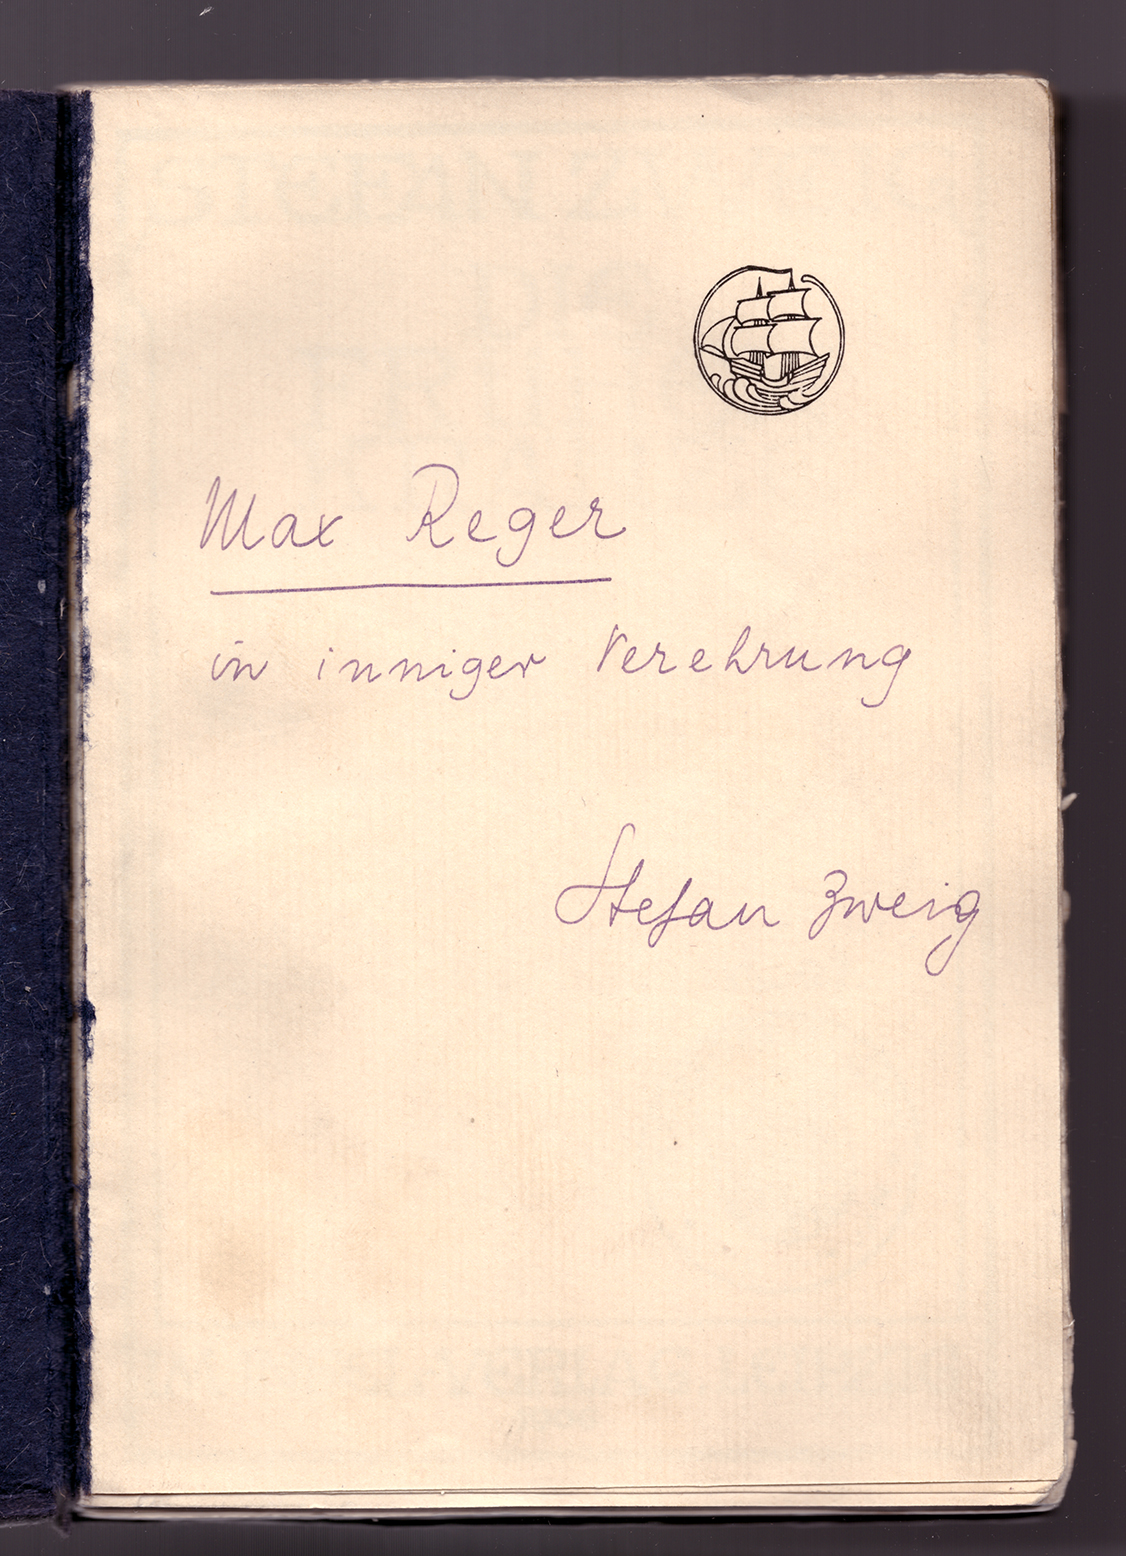 Max Reger
in inniger Verehrung
Stefan Zweig